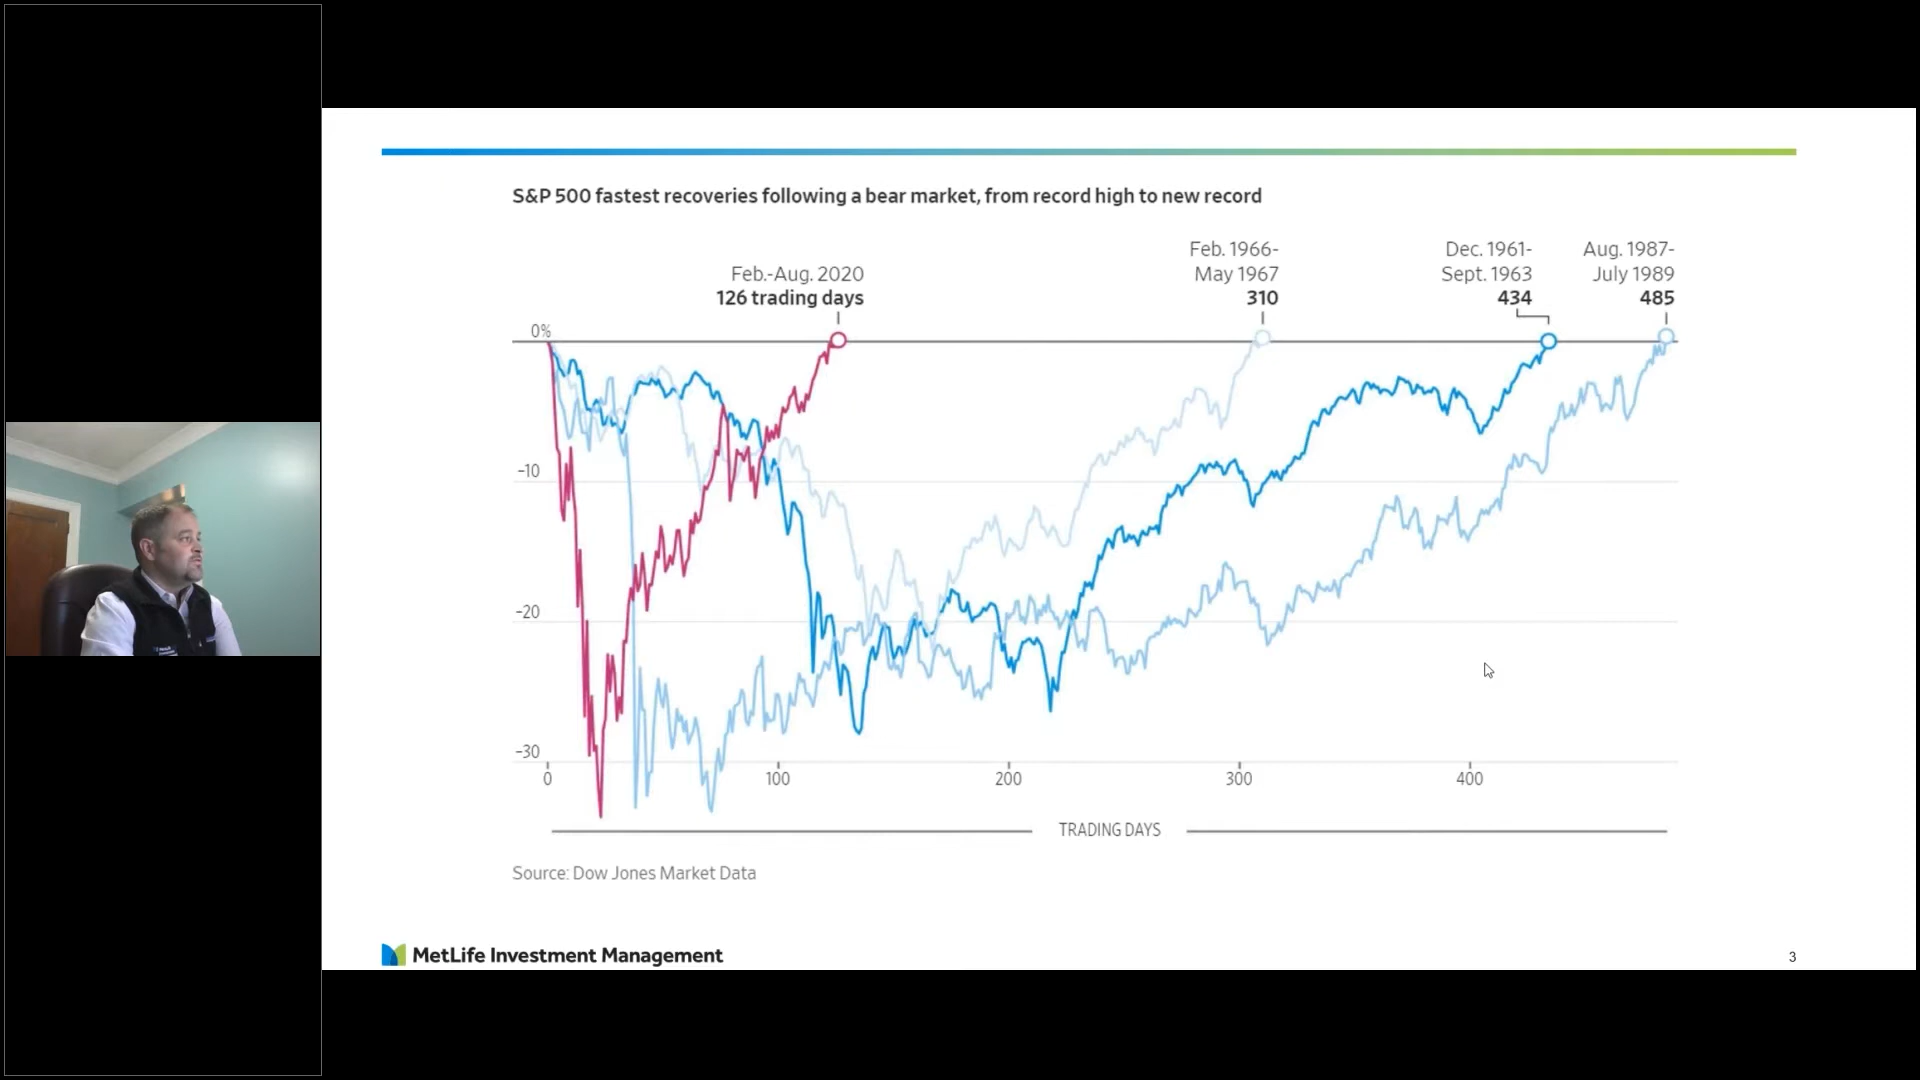 S&P 500 fastest recoveries following a bear market, from record high to new record
Feb.-Aug. 2020
126 trading days
Feb. 1966-
May 1967
310
Dec. 1961-
Sept. 1963
434
Aug. 1987-
July 1989
485
0%
-10
-20
-30
0
100
200
300
400
TRADING DAYS
Source: Dow Jones Market Data
MetLife Investment Management
3